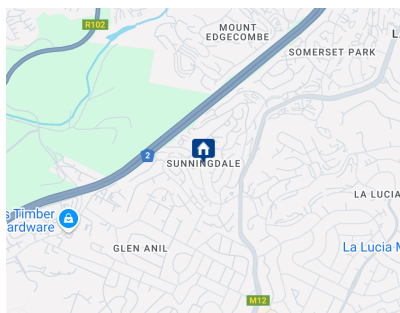 R102
MOUNT
EDGECOMBE
SOMERSET PARK
L
2
SUNNINGDALE
LA LUCIA
s Timber
ardware
GLEN ANIL
La Lucia M
M12